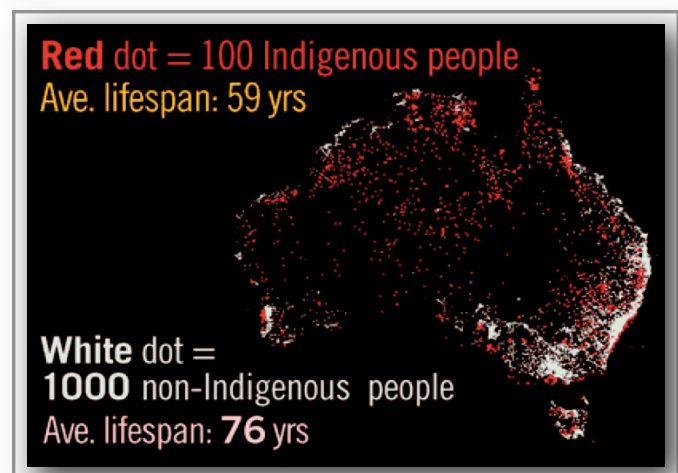 Red dot = 100 Indigenous people
Ave. lifespan: 59 yrs
White dot =
1000 non-Indigenous people
Ave. lifespan: 76 yrs